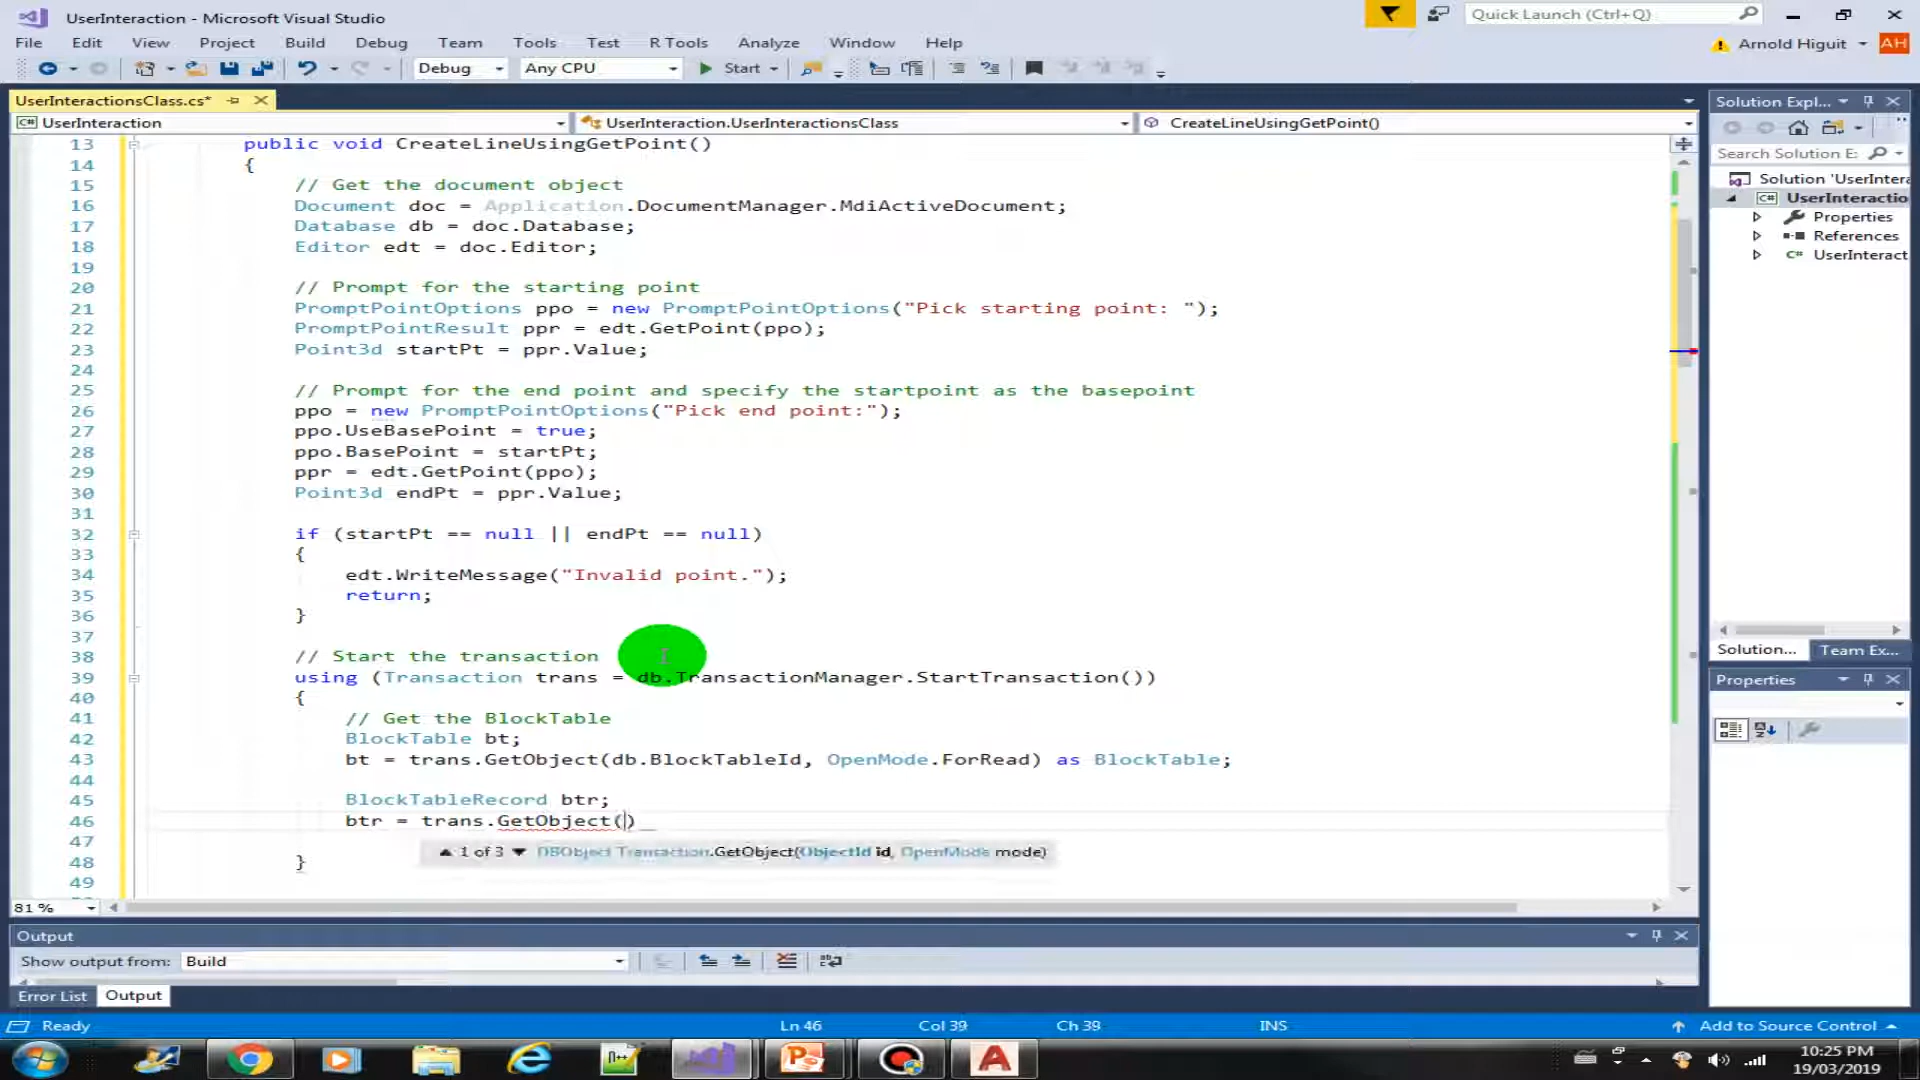 UserInteraction - Microsoft Visual Studio
Quick Launch (Ctrl+Q)
File Edit View Project Build Debug Team Tools Test R Tools Analyze Window Help
Arnold Higuit AH
Debug Any CPU Start
UserInteractionsClass.cs*
Solution Expl...
C# UserInteraction UserInteraction.UserInteractionsClass CreateLineUsingGetPoint()
Search Solution E:
Solution 'UserIntera
C# UserInteractio
Properties
References
C# UserInteract
13 public void CreateLineUsingGetPoint()
14 {
15 // Get the document object
16 Document doc = Application.DocumentManager.MdiActiveDocument;
17 Database db = doc.Database;
18 Editor edt = doc.Editor;
19
20 // Prompt for the starting point
21 PromptPointOptions ppo = new PromptPointOptions("Pick starting point: ");
22 PromptPointResult ppr = edt.GetPoint(ppo);
23 Point3d startPt = ppr.Value;
24
25 // Prompt for the end point and specify the startpoint as the basepoint
26 ppo = new PromptPointOptions("Pick end point:");
27 ppo.UseBasePoint = true;
28 ppo.BasePoint = startPt;
29 ppr = edt.GetPoint(ppo);
30 Point3d endPt = ppr.Value;
31
32 if (startPt == null || endPt == null)
33 {
34 edt.WriteMessage("Invalid point.");
35 return;
36 }
37
38 // Start the transaction
39 using (Transaction trans = db.TransactionManager.StartTransaction())
40 {
41 // Get the BlockTable
42 BlockTable bt;
43 bt = trans.GetObject(db.BlockTableId, OpenMode.ForRead) as BlockTable;
44
45 BlockTableRecord btr;
46 btr = trans.GetObject()
47
1 of 3 DBObject Transaction.GetObject(ObjectId id, OpenMode mode)
48 }
49
81 %
Solution... Team Ex...
Properties
Output
Show output from: Build
Error List Output
Ready Ln 46 Col 39 Ch 39 INS Add to Source Control
10:25 PM
19/03/2019